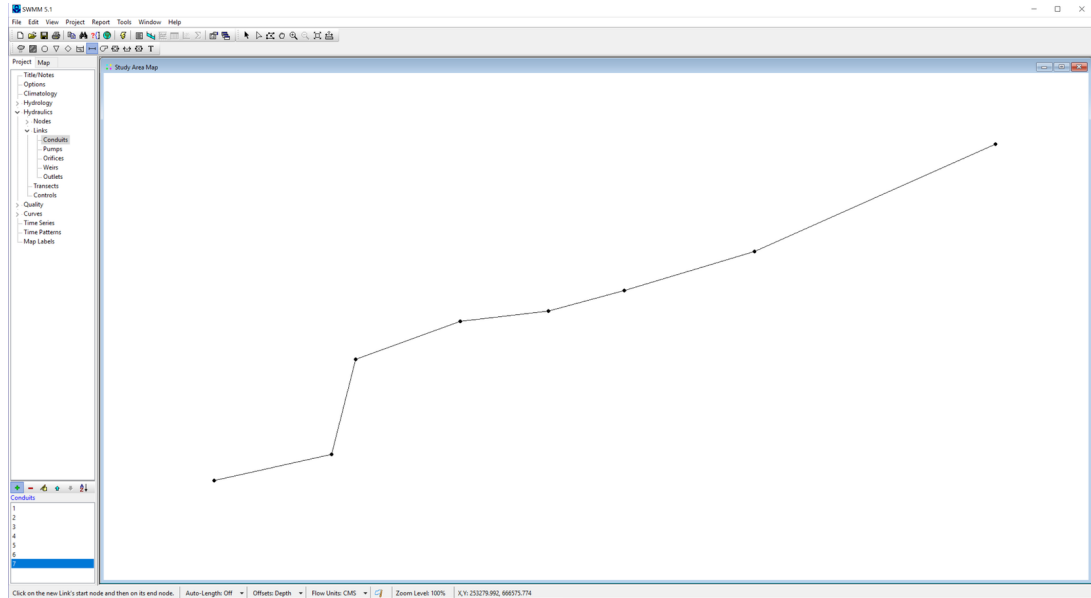 SWMM 5.1
File Edit View Project Report Tools Window Help
T
Project Map
Study Area Map
Title/Notes
Options
Climatology
Hydrology
Hydraulics
Nodes
Links
Conduits
Pumps
Orifices
Weirs
Outlets
Transects
Controls
Quality
Curves
Time Series
Time Patterns
Map Labels
Conduits
1
2
3
4
5
6
7
Click on the new Link's start node and then on its end node. Auto-Length: Off Offsets: Depth Flow Units: CMS Zoom Level: 100% X,Y: 253279.992, 666575.774